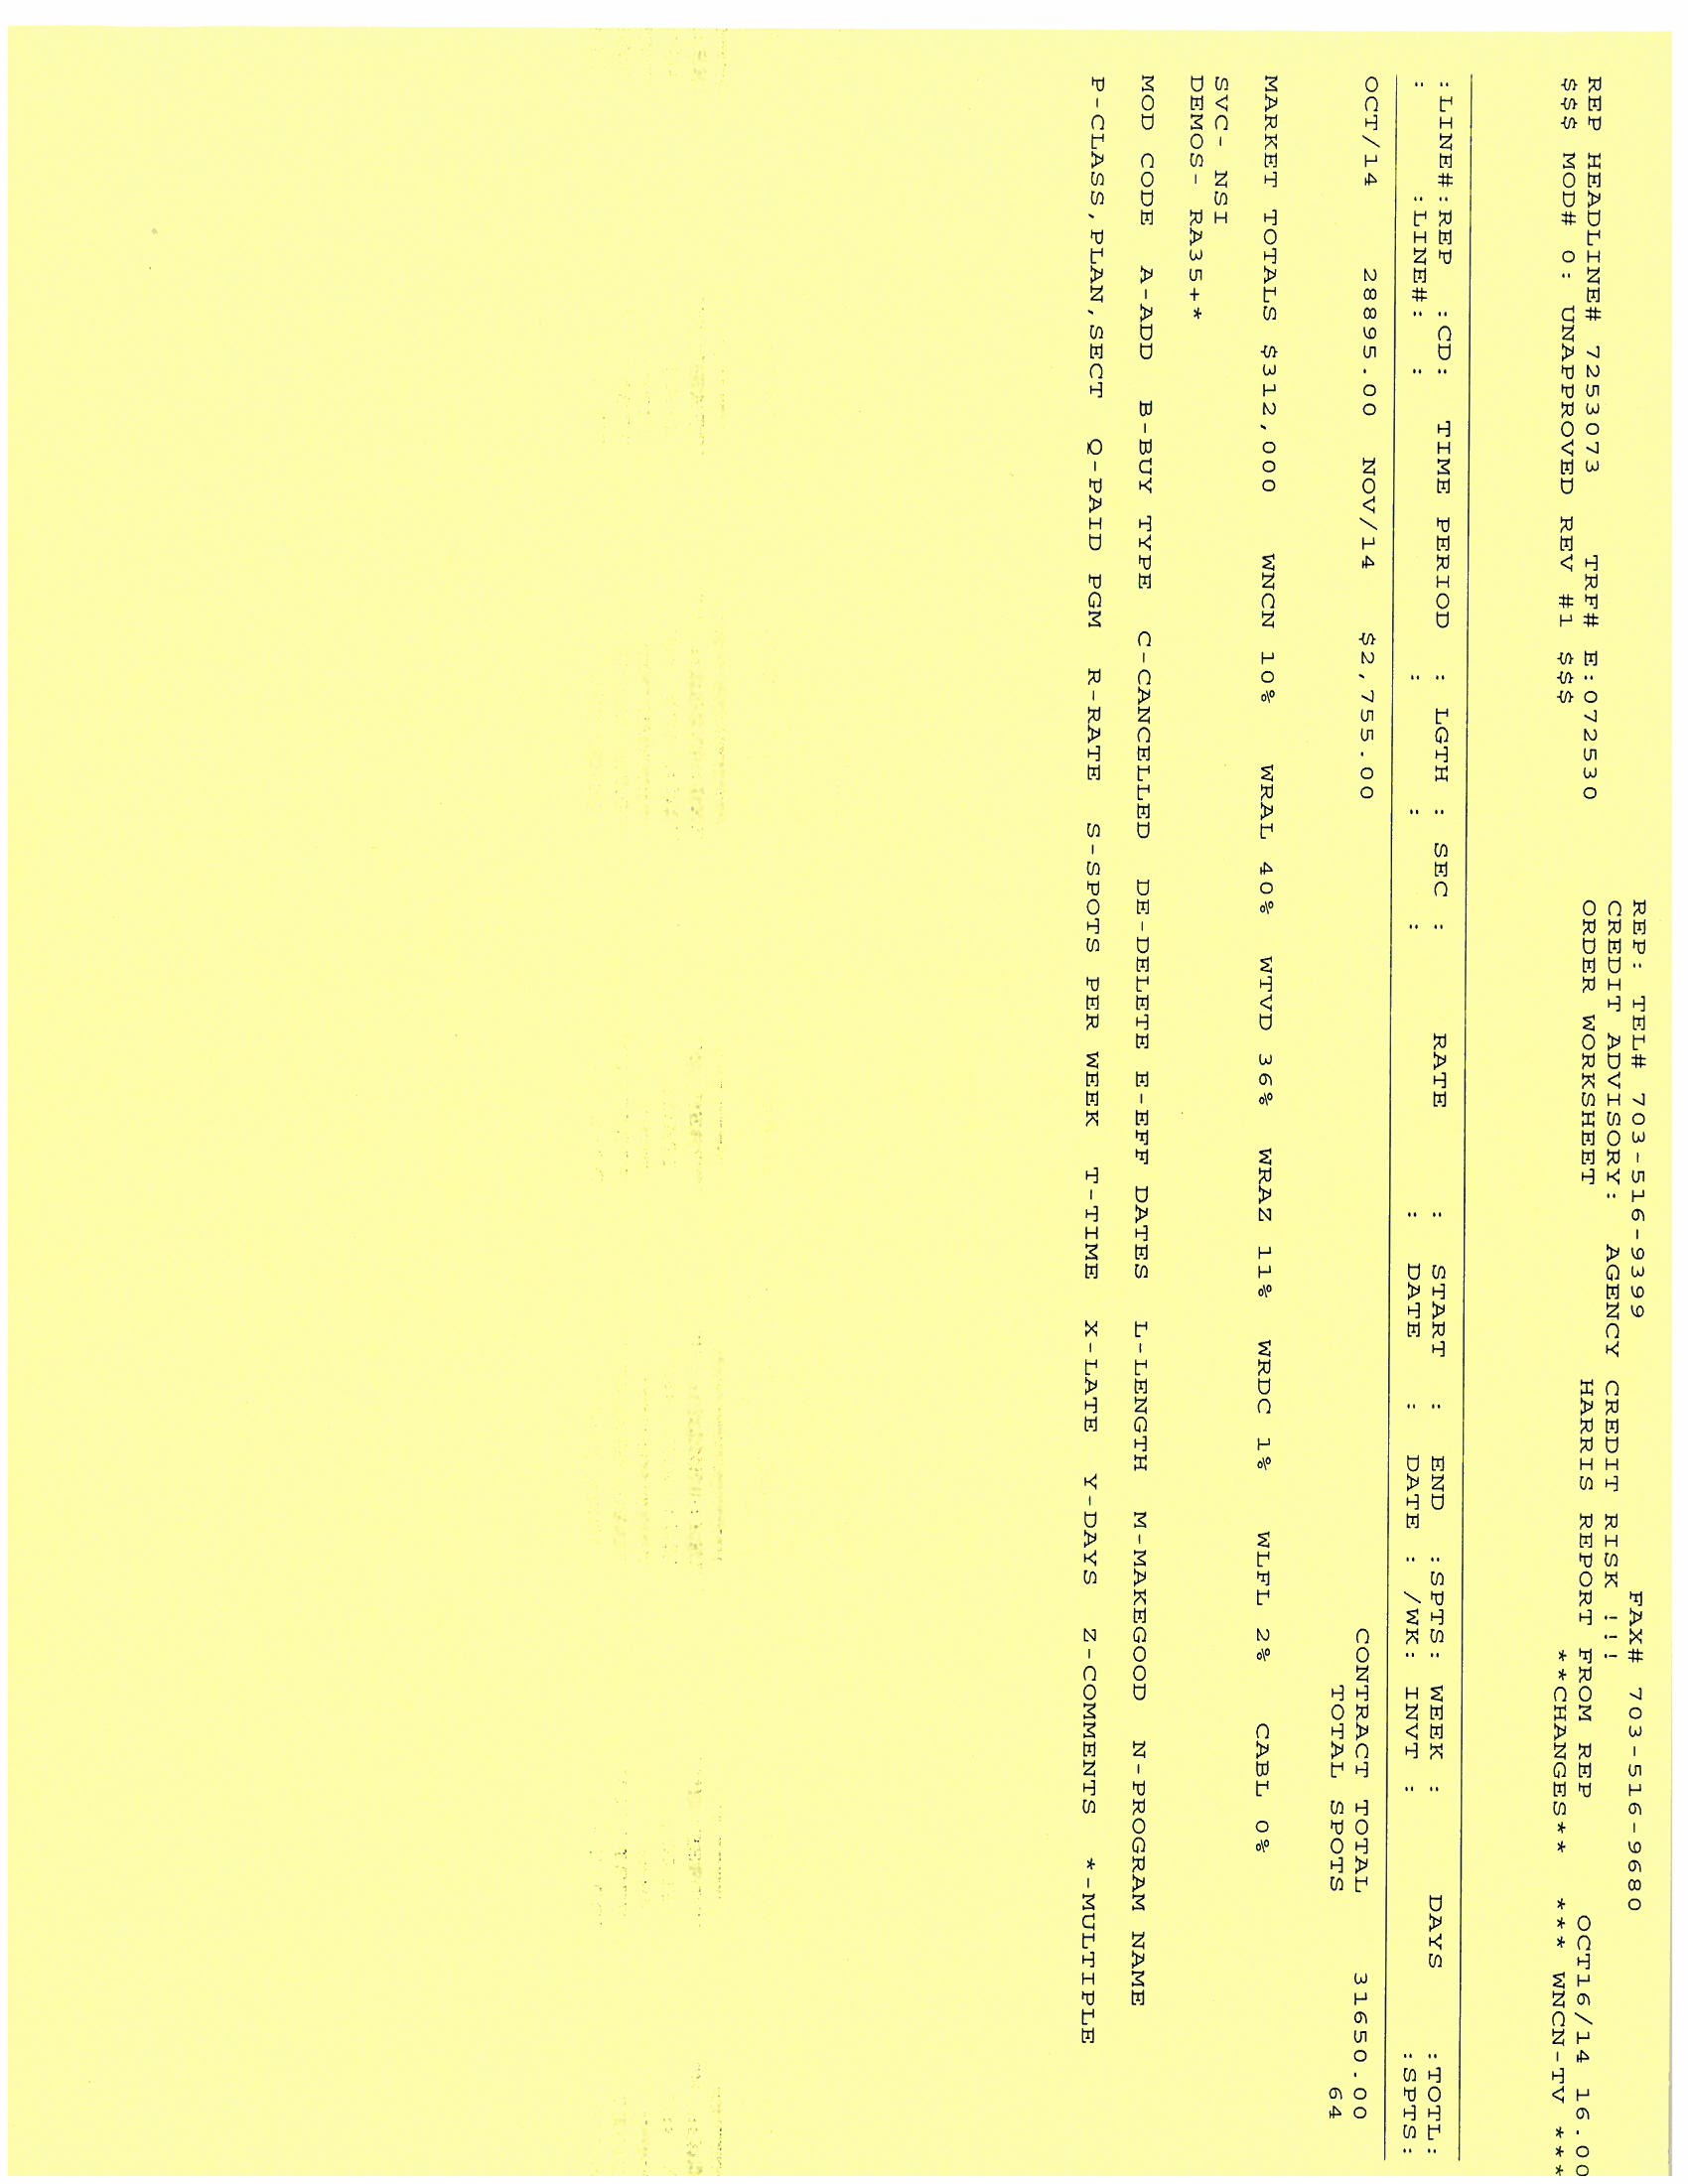 REP: TEL# 703-516-9399 FAX# 703-516-9680
CREDIT ADVISORY: AGENCY CREDIT RISK !!!
REP HEADLINE# 7253073 TRF# E:072530 ORDER WORKSHEET HARRIS REPORT FROM REP OCT16/14 16.00
$$$ MOD# 0: UNAPPROVED REV #1 $$$ **CHANGES** *** WNCN-TV ***
:LINE#:REP :CD: TIME PERIOD : LGTH : SEC : RATE : START : END :SPTS: WEEK : DAYS :TOTL:
: :LINE#: : : : : : DATE : DATE : /WK: INVT : :SPTS:
OCT/14 28895.00 NOV/14 $2,755.00 CONTRACT TOTAL 31650.00
TOTAL SPOTS 64
MARKET TOTALS $312,000 WNCN 10% WRAL 40% WTVD 36% WRAZ 11% WRDC 1% WLFL 2% CABL 0%
SVC- NSI
DEMOS- RA35+*
MOD CODE A-ADD B-BUY TYPE C-CANCELLED DE-DELETE E-EFF DATES L-LENGTH M-MAKEGOOD N-PROGRAM NAME
P-CLASS,PLAN,SECT Q-PAID PGM R-RATE S-SPOTS PER WEEK T-TIME X-LATE Y-DAYS Z-COMMENTS *-MULTIPLE